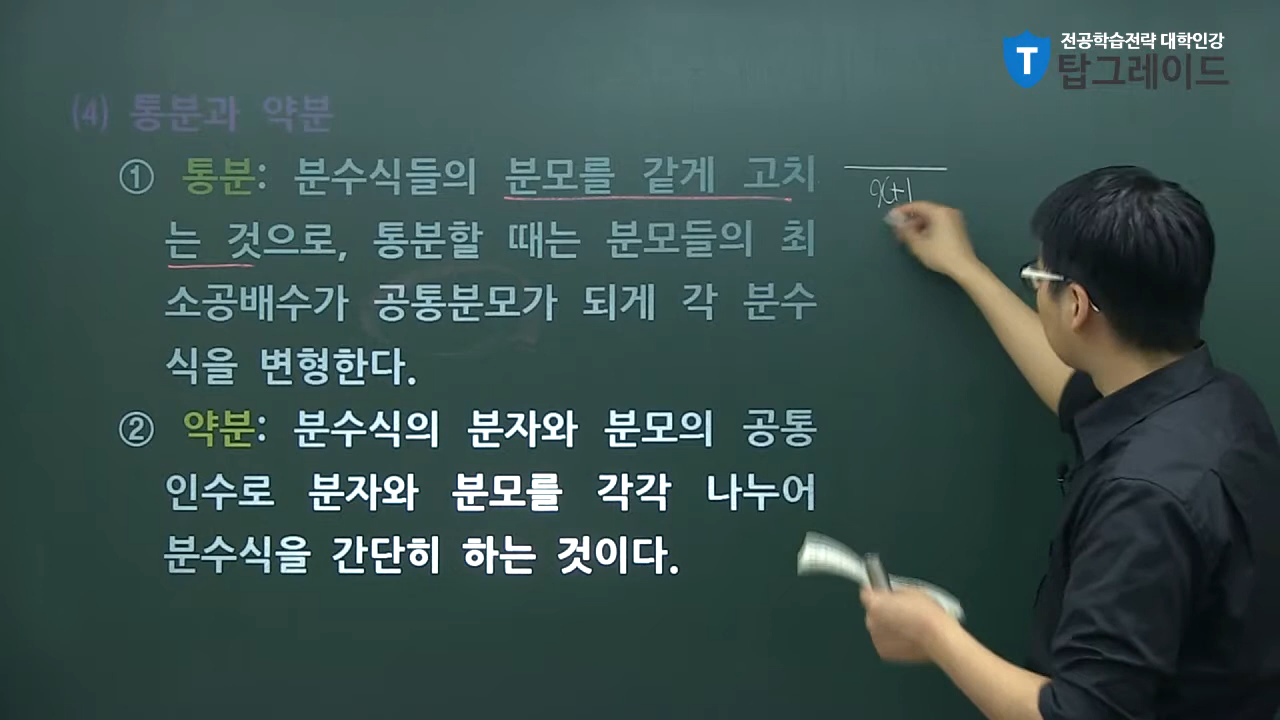 전공학습전략 대학인강
T 탑그레이드
(4) 통분과 약분
① 통분: 분수식들의 분모를 같게 고치
는 것으로, 통분할 때는 분모들의 최
소공배수가 공통분모가 되게 각 분수
식을 변형한다.
② 약분: 분수식의 분자와 분모의 공통
인수로 분자와 분모를 각각 나누어
분수식을 간단히 하는 것이다.
x+1